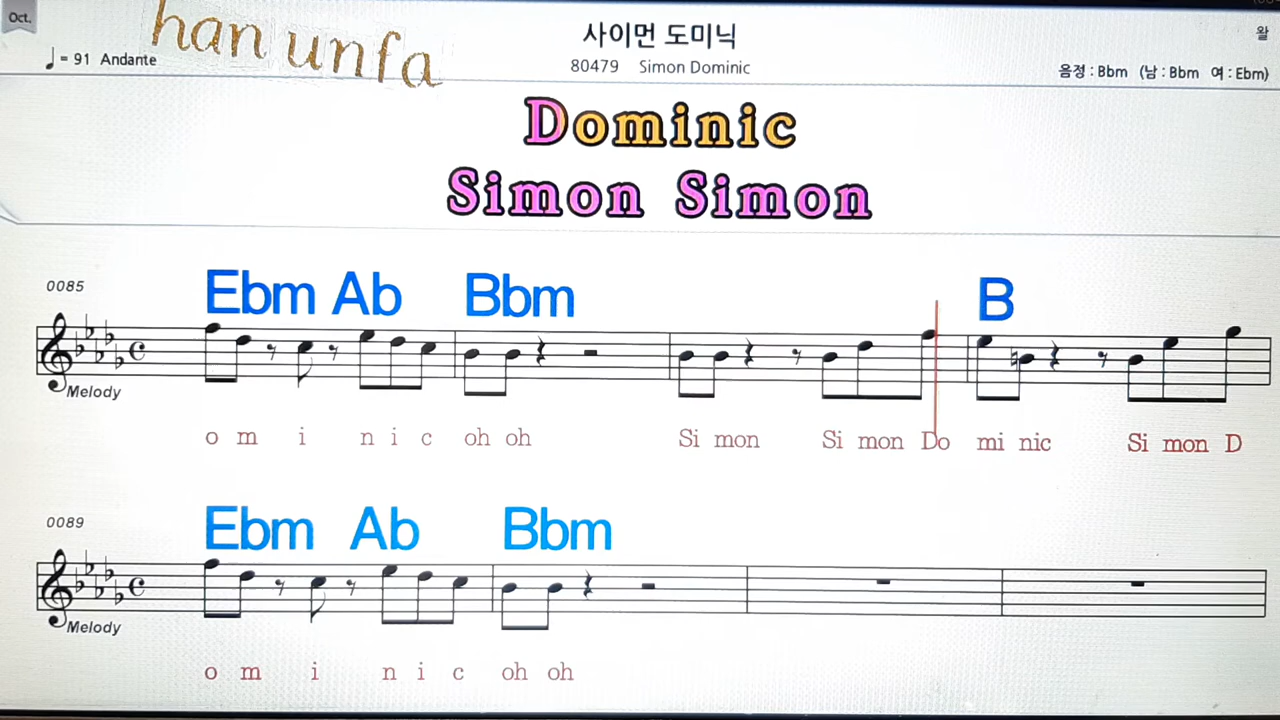 Oct.
han unfa
♩ = 91 Andante
사이먼 도미닉
80479 Simon Dominic
왈
음정 : Bbm (남 : Bbm 여 : Ebm)
Dominic
Simon Simon
0085
Ebm Ab Bbm B
Melody
o m i n i c oh oh Si mon Si mon Do mi nic Si mon D
0089
Ebm Ab Bbm
Melody
o m i n i c oh oh